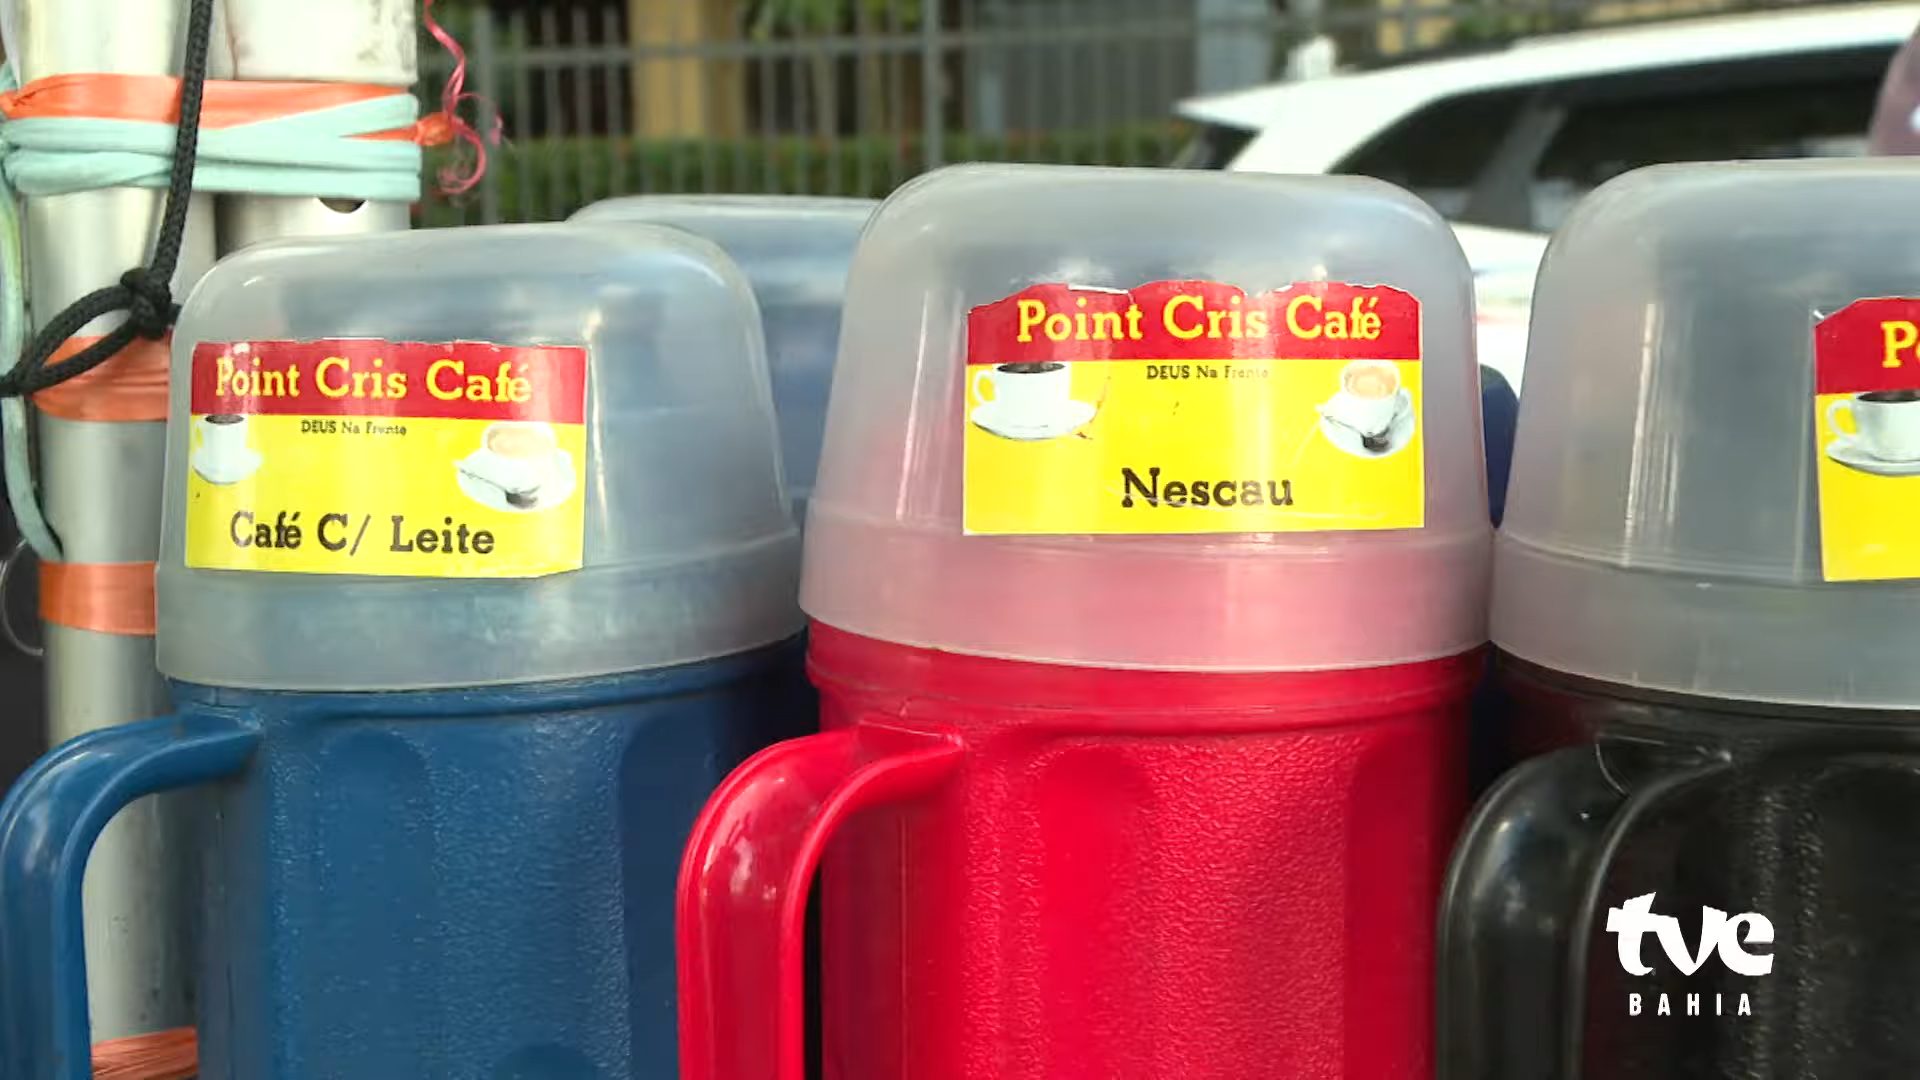 Point Cris Café
DEUS Na Frente
Café C/ Leite
Point Cris Café
DEUS Na Frente
Nescau
tve
BAHIA